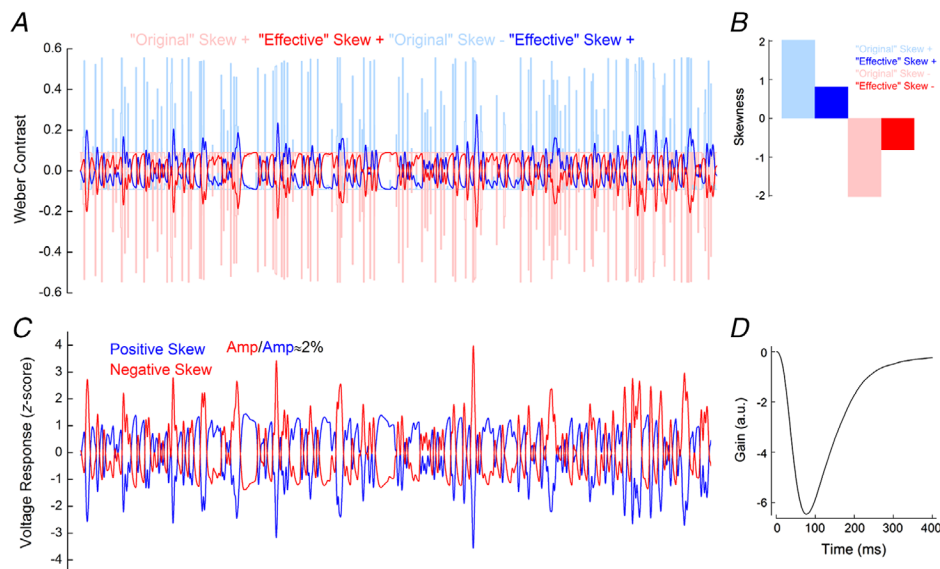 A
"Original" Skew + "Effective" Skew + "Original" Skew - "Effective" Skew +
0.6
0.4
0.2
0.0
-0.2
-0.4
-0.6
Weber Contrast
B
2
1
0
-1
-2
Skewness
"Original" Skew +
"Effective" Skew +
"Original" Skew -
"Effective" Skew -
C
Positive Skew Amp/Amp≈2%
Negative Skew
4
3
2
1
0
-1
-2
-3
-4
Voltage Response (z-score)
D
0
-2
-4
-6
Gain (a.u.)
0 100 200 300 400
Time (ms)